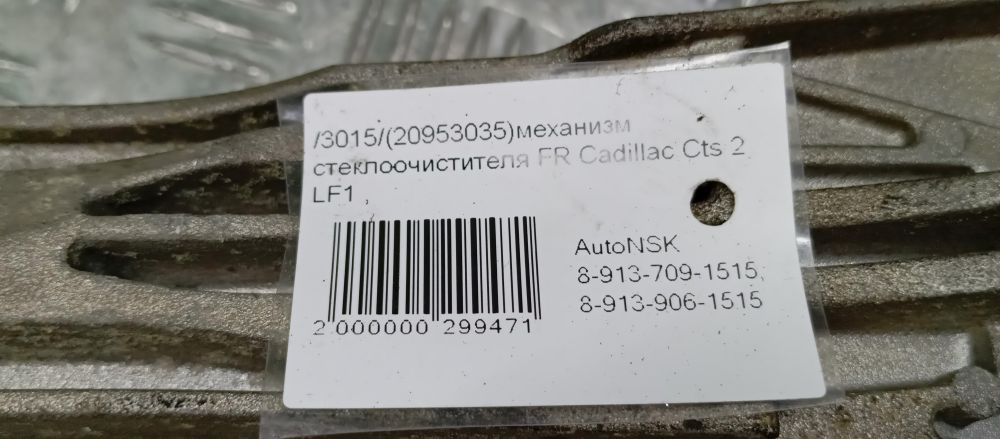 /3015/(20953035)механизм
стеклоочистителя FR Cadillac Cts 2
LF1 ,
AutoNSK
8-913-709-1515,
8-913-906-1515
2 000000 299471